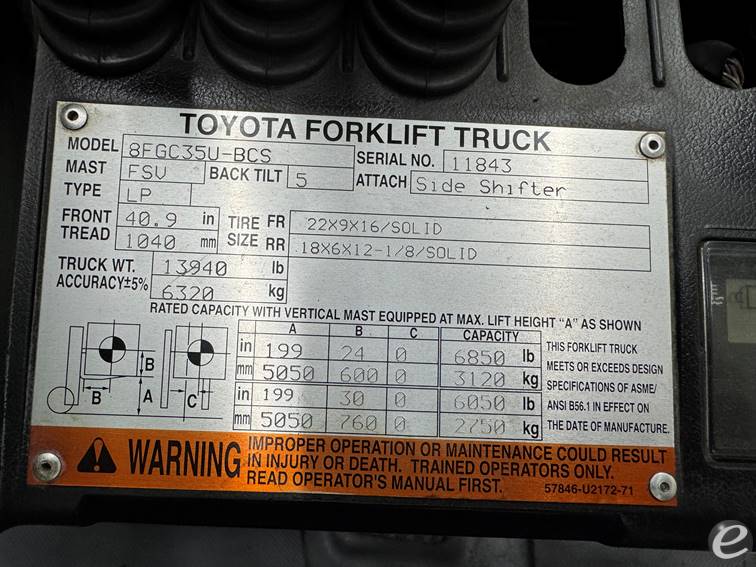 TOYOTA FORKLIFT TRUCK
MODEL 8FGC35U-BCS SERIAL NO. 11843
MAST FSV BACK TILT 5 ATTACH Side Shifter
TYPE LP
FRONT TREAD 40.9 in TIRE SIZE FR 22X9X16/SOLID
1040 mm RR 18X6X12-1/8/SOLID
TRUCK WT. 13940 lb
ACCURACY±5% 6320 kg
RATED CAPACITY WITH VERTICAL MAST EQUIPPED AT MAX. LIFT HEIGHT "A" AS SHOWN
A B C CAPACITY
in 199 24 0 6850 lb
mm 5050 600 0 3120 kg
in 199 30 0 6050 lb
mm 5050 760 0 2750 kg
THIS FORKLIFT TRUCK
MEETS OR EXCEEDS DESIGN
SPECIFICATIONS OF ASME/
ANSI B56.1 IN EFFECT ON
THE DATE OF MANUFACTURE.
B
B A C
WARNING
IMPROPER OPERATION OR MAINTENANCE COULD RESULT
IN INJURY OR DEATH. TRAINED OPERATORS ONLY.
READ OPERATOR'S MANUAL FIRST.
57846-U2172-71
e